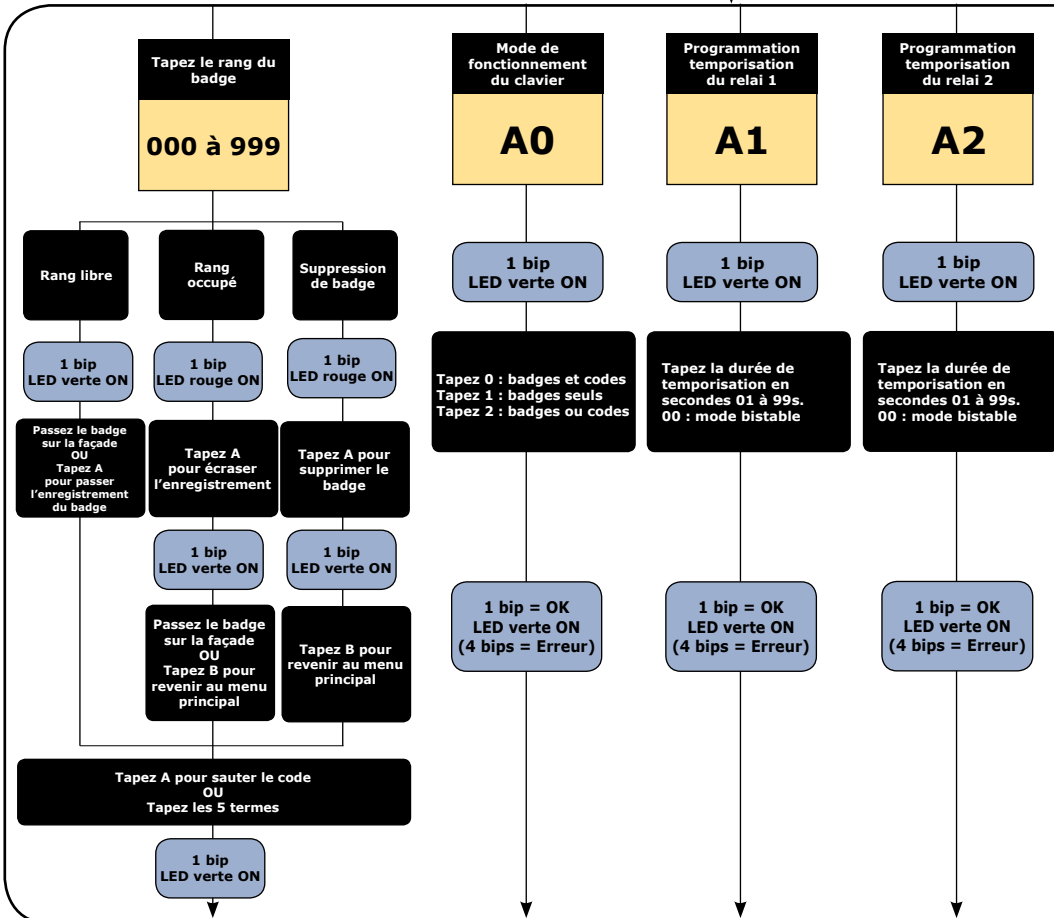 Tapez le rang du
badge
000 à 999
Rang libre
1 bip
LED verte ON
Passez le badge
sur la façade
OU
Tapez A
pour passer
l’enregistrement
du badge
Rang
occupé
1 bip
LED rouge ON
Tapez A
pour écraser
l’enregistrement
1 bip
LED verte ON
Passez le badge
sur la façade
OU
Tapez B pour
revenir au menu
principal
Suppression
de badge
1 bip
LED rouge ON
Tapez A pour
supprimer le
badge
1 bip
LED verte ON
Tapez B pour
revenir au menu
principal
Tapez A pour sauter le code
OU
Tapez les 5 termes
1 bip
LED verte ON
Mode de
fonctionnement
du clavier
A0
1 bip
LED verte ON
Tapez 0 : badges et codes
Tapez 1 : badges seuls
Tapez 2 : badges ou codes
1 bip = OK
LED verte ON
(4 bips = Erreur)
Programmation
temporisation
du relai 1
A1
1 bip
LED verte ON
Tapez la durée de
temporisation en
secondes 01 à 99s.
00 : mode bistable
1 bip = OK
LED verte ON
(4 bips = Erreur)
Programmation
temporisation
du relai 2
A2
1 bip
LED verte ON
Tapez la durée de
temporisation en
secondes 01 à 99s.
00 : mode bistable
1 bip = OK
LED verte ON
(4 bips = Erreur)